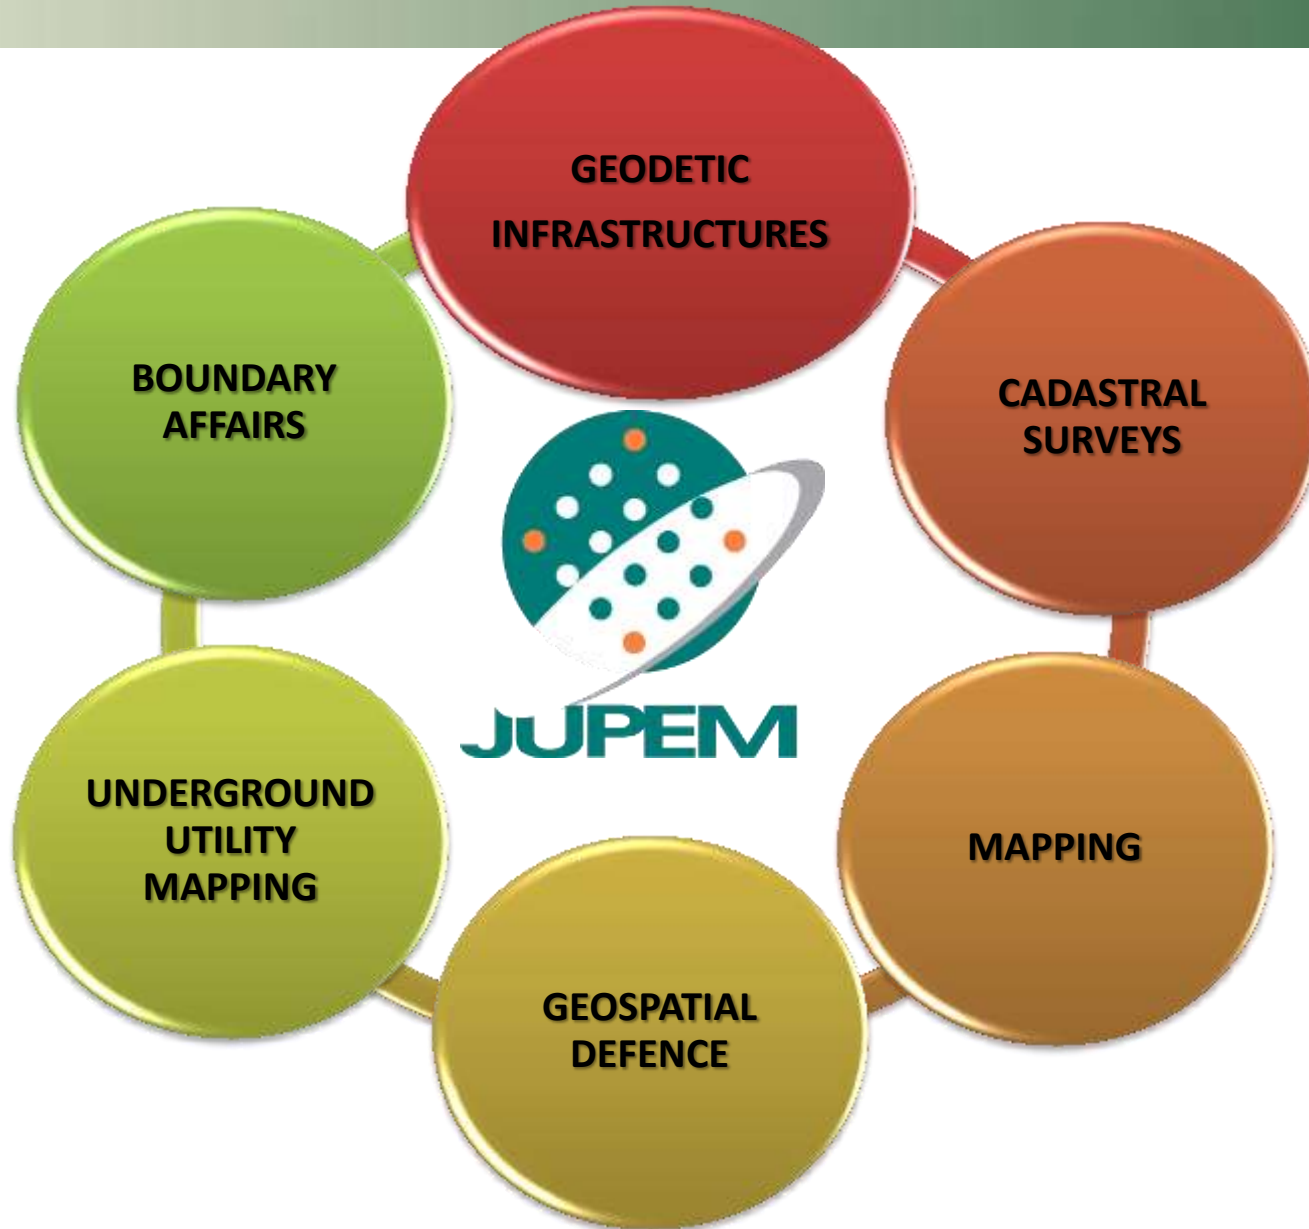 GEODETIC
INFRASTRUCTURES
BOUNDARY
AFFAIRS
CADASTRAL
SURVEYS
JUPEM
UNDERGROUND
UTILITY
MAPPING
MAPPING
GEOSPATIAL
DEFENCE